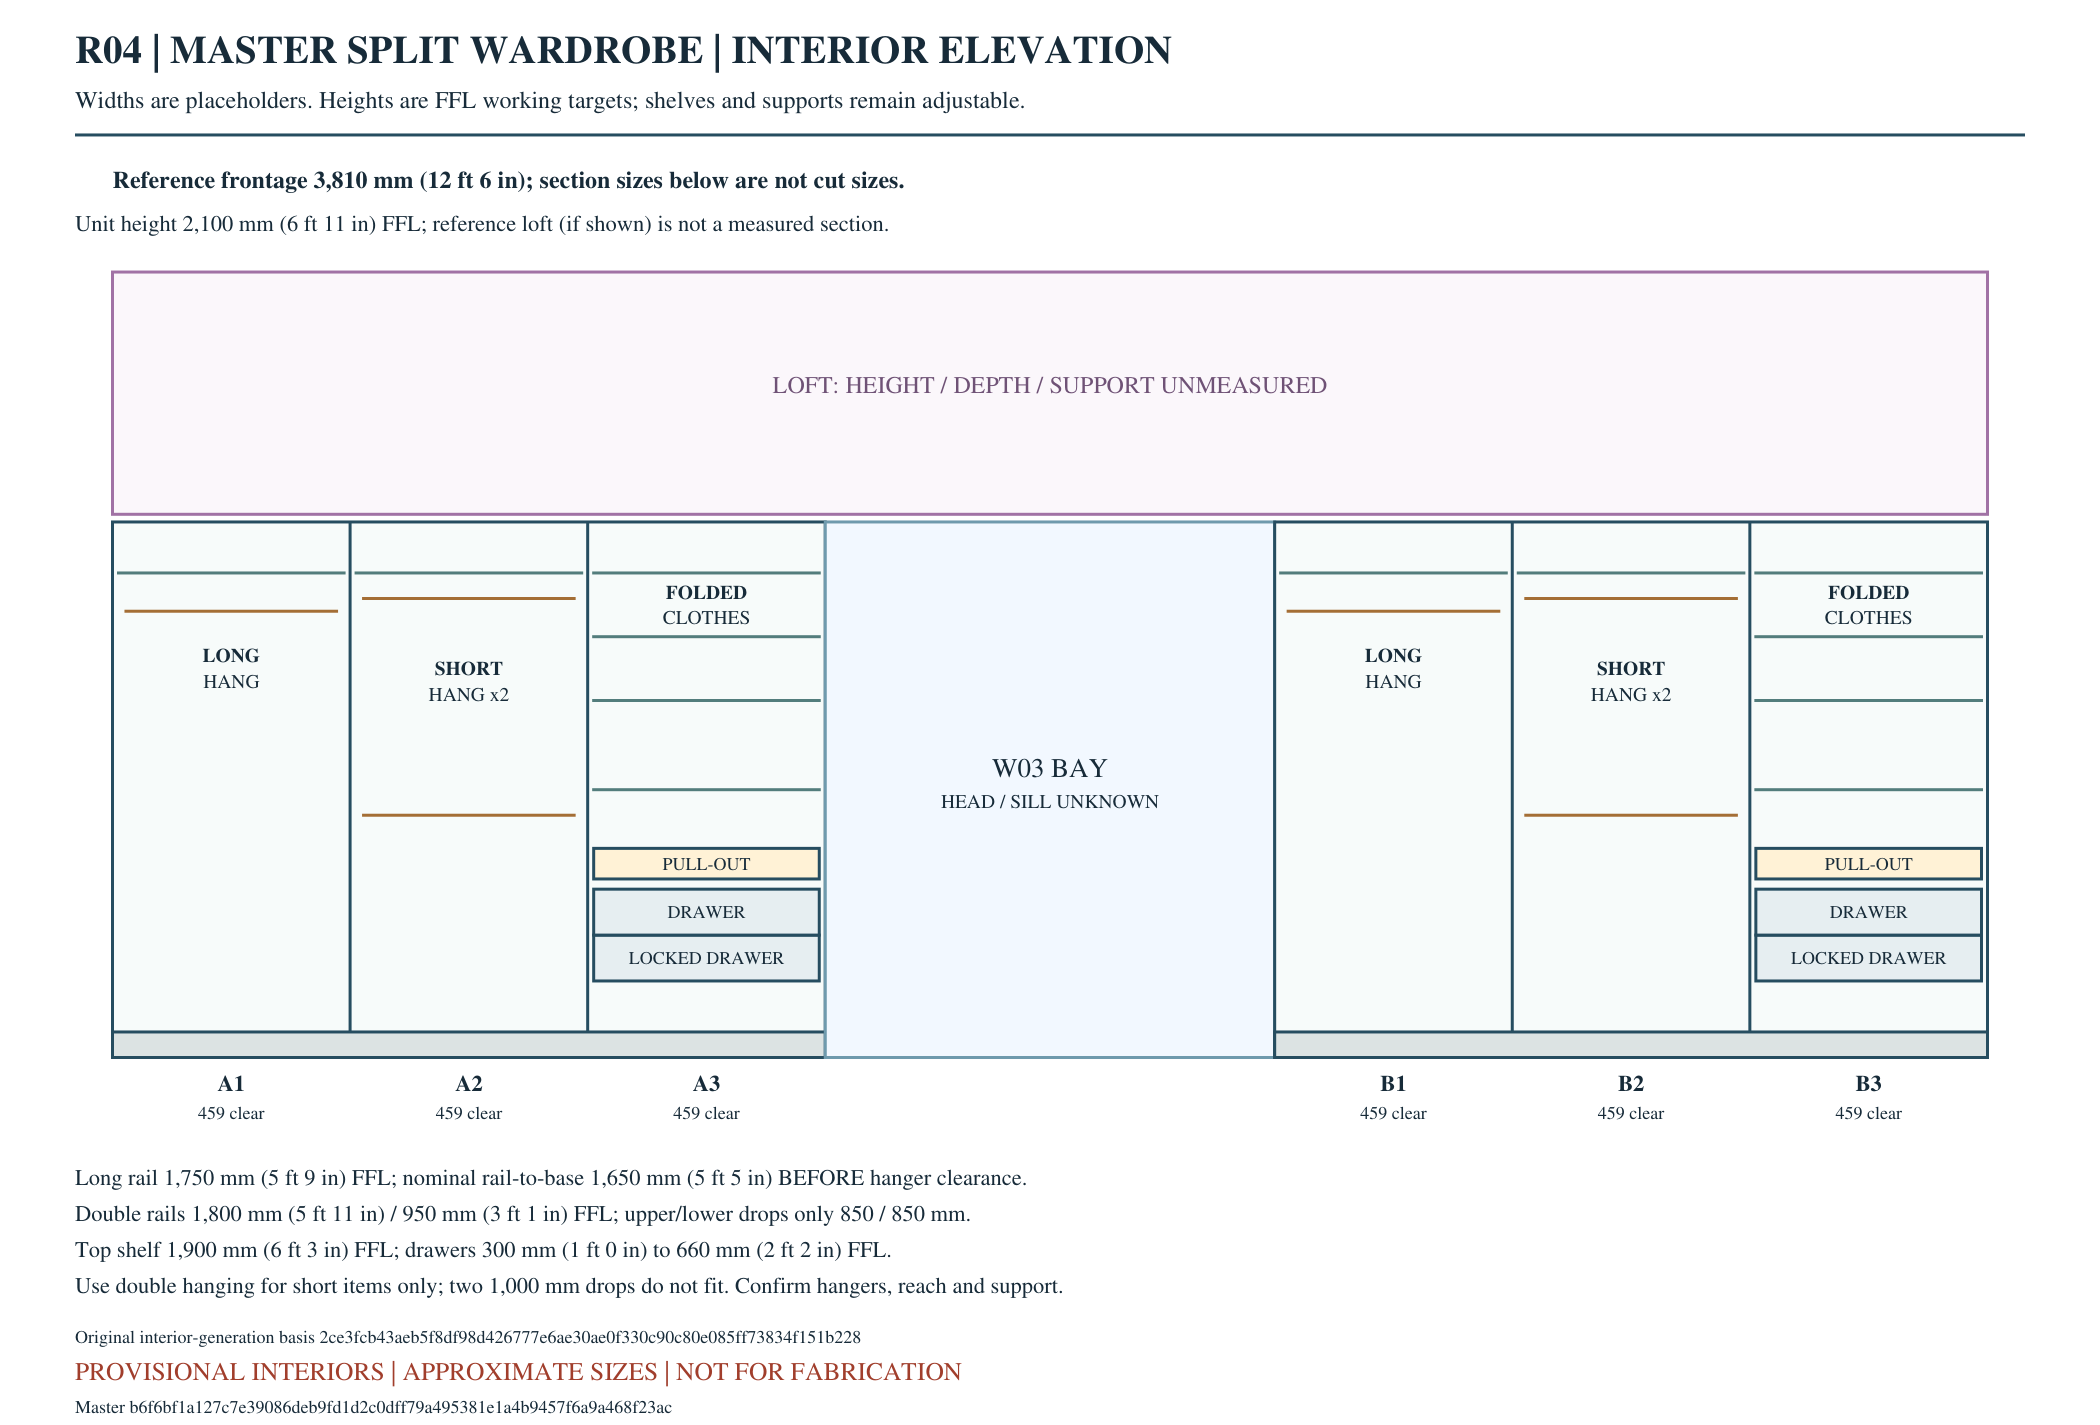 R04 | MASTER SPLIT WARDROBE | INTERIOR ELEVATION
Widths are placeholders. Heights are FFL working targets; shelves and supports remain adjustable.
Reference frontage 3,810 mm (12 ft 6 in); section sizes below are not cut sizes.
Unit height 2,100 mm (6 ft 11 in) FFL; reference loft (if shown) is not a measured section.
LOFT: HEIGHT / DEPTH / SUPPORT UNMEASURED
LONG
HANG
SHORT
HANG x2
FOLDED
CLOTHES
PULL-OUT
DRAWER
LOCKED DRAWER
W03 BAY
HEAD / SILL UNKNOWN
LONG
HANG
SHORT
HANG x2
FOLDED
CLOTHES
PULL-OUT
DRAWER
LOCKED DRAWER
A1
459 clear
A2
459 clear
A3
459 clear
B1
459 clear
B2
459 clear
B3
459 clear
Long rail 1,750 mm (5 ft 9 in) FFL; nominal rail-to-base 1,650 mm (5 ft 5 in) BEFORE hanger clearance.
Double rails 1,800 mm (5 ft 11 in) / 950 mm (3 ft 1 in) FFL; upper/lower drops only 850 / 850 mm.
Top shelf 1,900 mm (6 ft 3 in) FFL; drawers 300 mm (1 ft 0 in) to 660 mm (2 ft 2 in) FFL.
Use double hanging for short items only; two 1,000 mm drops do not fit. Confirm hangers, reach and support.
Original interior-generation basis 2ce3fcb43aeb5f8df98d426777e6ae30ae0f330c90c80e085ff73834f151b228
PROVISIONAL INTERIORS | APPROXIMATE SIZES | NOT FOR FABRICATION
Master b6f6bf1a127c7e39086deb9fd1d2c0dff79a495381e1a4b9457f6a9a468f23ac